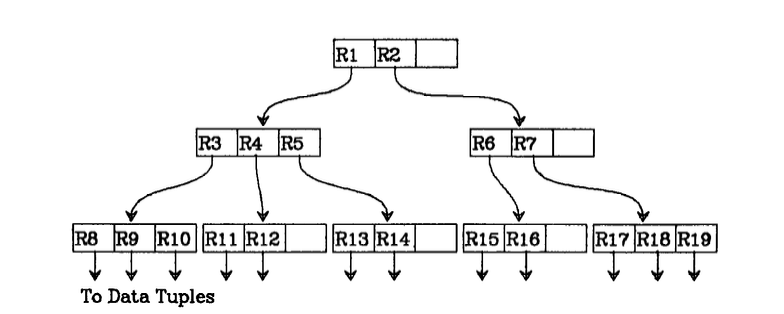 R1 R2
R3 R4 R5 R6 R7
R8 R9 R10 R11 R12 R13 R14 R15 R16 R17 R18 R19
To Data Tuples